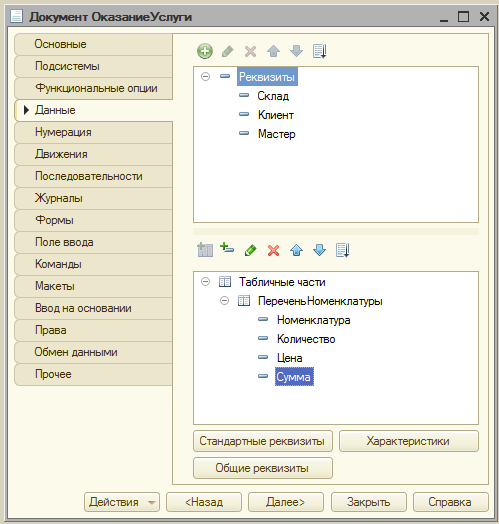 Документ ОказаниеУслуги
Основные
Подсистемы
Функциональные опции
Данные
Нумерация
Движения
Последовательности
Журналы
Формы
Поле ввода
Команды
Макеты
Ввод на основании
Права
Обмен данными
Прочее
Реквизиты
Склад
Клиент
Мастер
Табличные части
ПереченьНоменклатуры
Номенклатура
Количество
Цена
Сумма
Стандартные реквизиты
Характеристики
Общие реквизиты
Действия
<Назад
Далее>
Закрыть
Справка